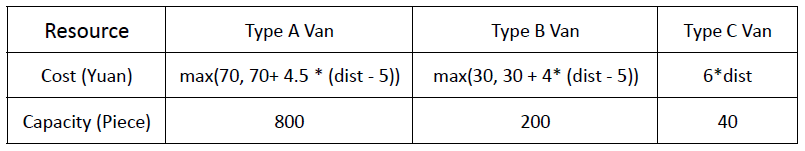 Resource Type A Van Type B Van Type C Van
Cost (Yuan) max(70, 70+ 4.5 * (dist - 5)) max(30, 30 + 4* (dist - 5)) 6*dist
Capacity (Piece) 800 200 40